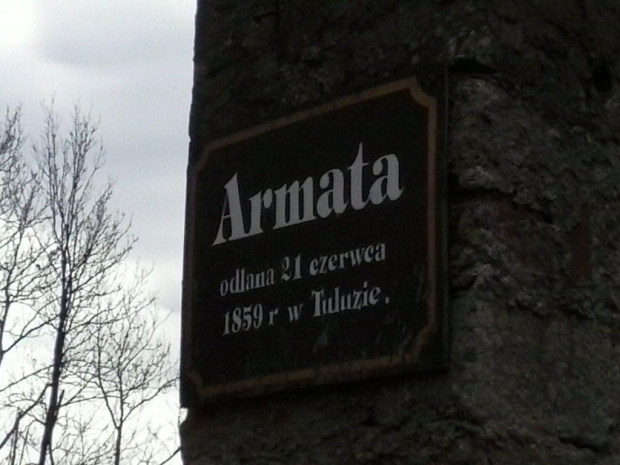 Armata
odlana 21 czerwca
1859 r w Tuluzie.